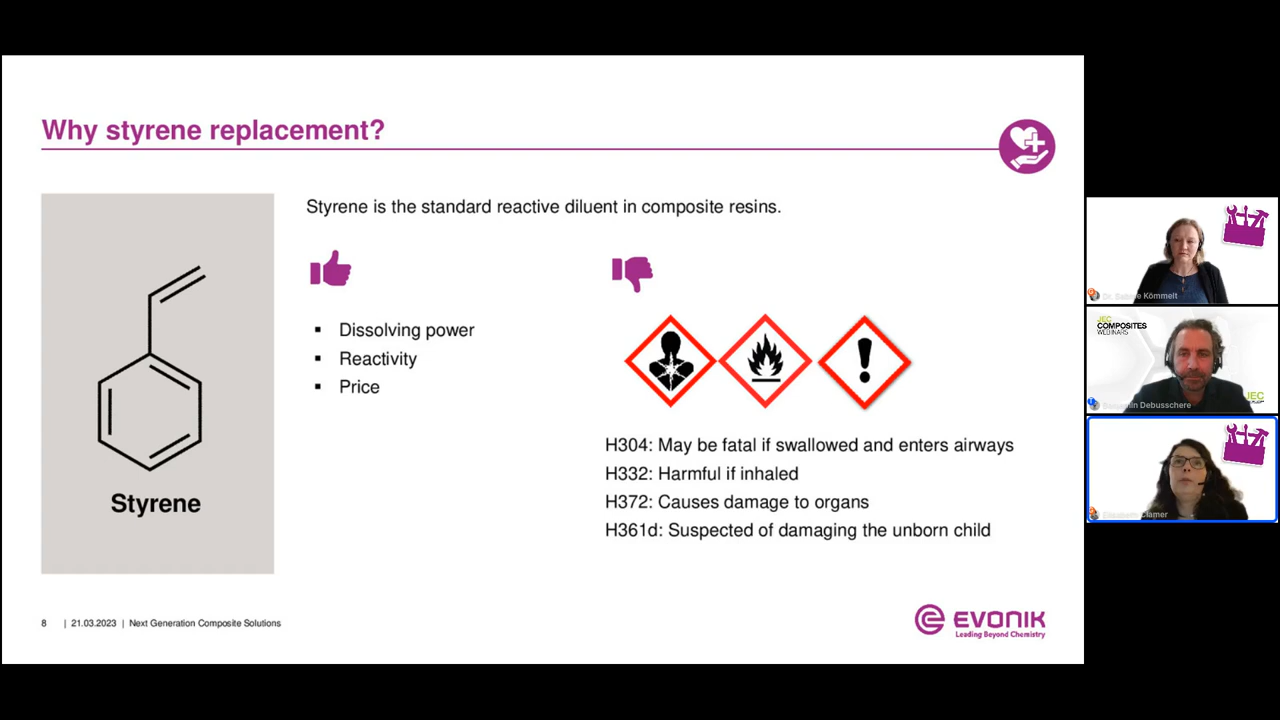 Why styrene replacement?
Styrene is the standard reactive diluent in composite resins.
▪ Dissolving power
▪ Reactivity
▪ Price
H304: May be fatal if swallowed and enters airways
H332: Harmful if inhaled
H372: Causes damage to organs
H361d: Suspected of damaging the unborn child
Styrene
8 | 21.03.2023 | Next Generation Composite Solutions
EVONIK
Leading Beyond Chemistry
Kömmelt
JEC
COMPOSITES
WEBINARS
JEC
Debusschere